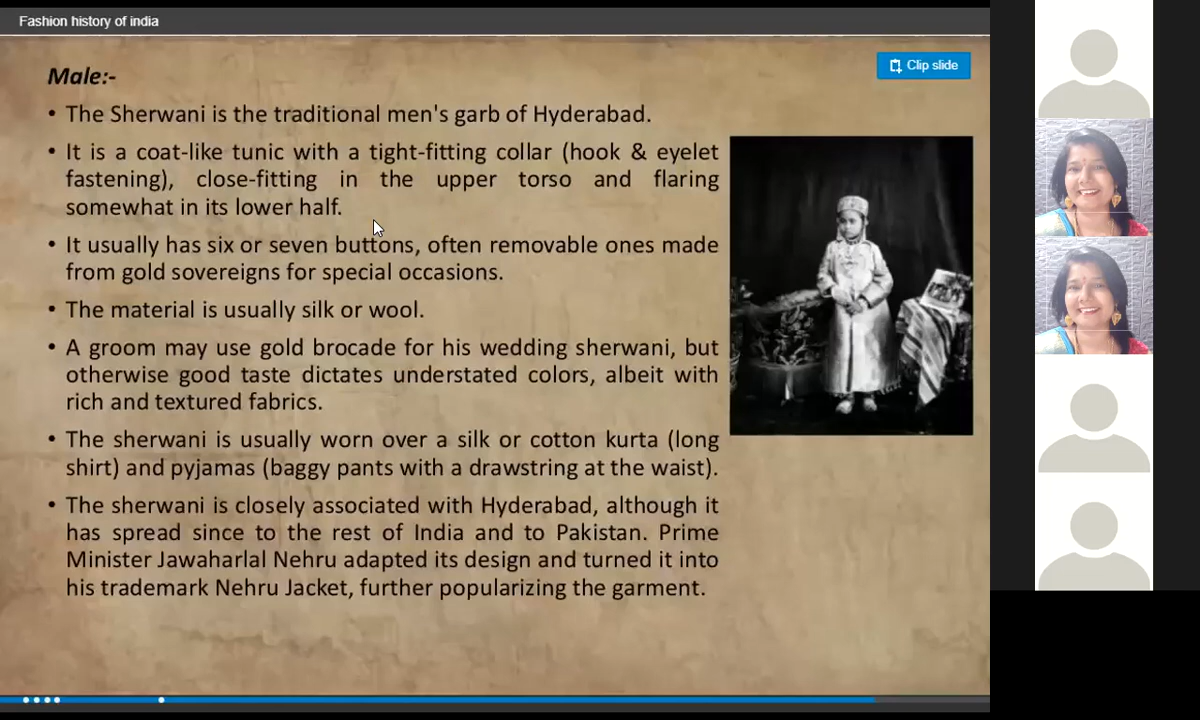 Fashion history of india
Clip slide
Male:-
• The Sherwani is the traditional men's garb of Hyderabad.
• It is a coat-like tunic with a tight-fitting collar (hook & eyelet
fastening), close-fitting in the upper torso and flaring
somewhat in its lower half.
• It usually has six or seven buttons, often removable ones made
from gold sovereigns for special occasions.
• The material is usually silk or wool.
• A groom may use gold brocade for his wedding sherwani, but
otherwise good taste dictates understated colors, albeit with
rich and textured fabrics.
• The sherwani is usually worn over a silk or cotton kurta (long
shirt) and pyjamas (baggy pants with a drawstring at the waist).
• The sherwani is closely associated with Hyderabad, although it
has spread since to the rest of India and to Pakistan. Prime
Minister Jawaharlal Nehru adapted its design and turned it into
his trademark Nehru Jacket, further popularizing the garment.